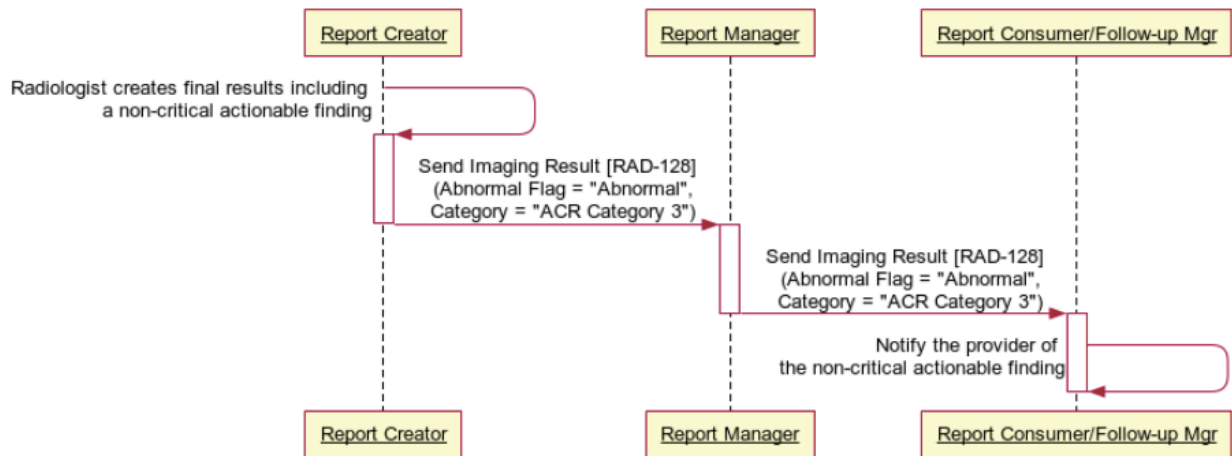 Report Creator
Report Manager
Report Consumer/Follow-up Mgr
Radiologist creates final results including
a non-critical actionable finding
Send Imaging Result [RAD-128]
(Abnormal Flag = "Abnormal",
Category = "ACR Category 3")
Send Imaging Result [RAD-128]
(Abnormal Flag = "Abnormal",
Category = "ACR Category 3")
Notify the provider of
the non-critical actionable finding
Report Creator
Report Manager
Report Consumer/Follow-up Mgr